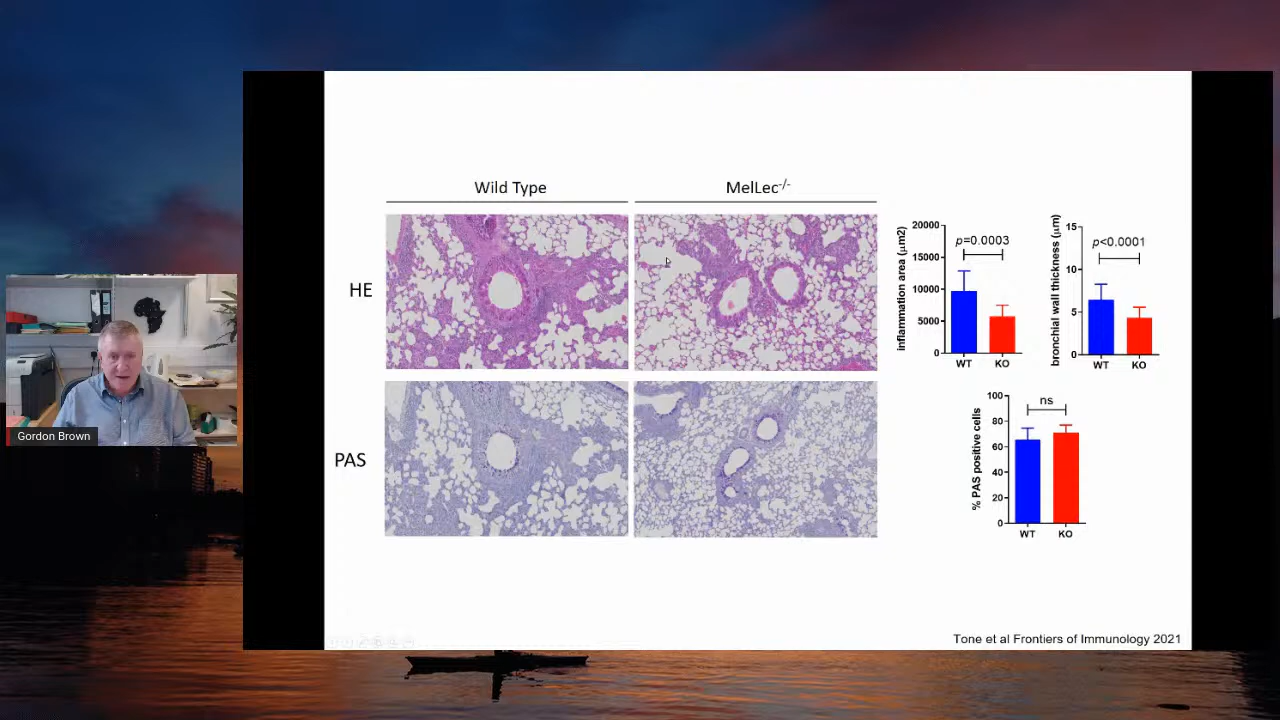 Wild Type
MelLec-/-
HE
PAS
inflammation area (µm2)
20000
15000
10000
5000
0
p=0.0003
WT
KO
bronchial wall thickness (µm)
15
10
5
0
p<0.0001
WT
KO
% PAS positive cells
100
80
60
40
20
0
ns
WT
KO
Gordon Brown
Tone et al Frontiers of Immunology 2021